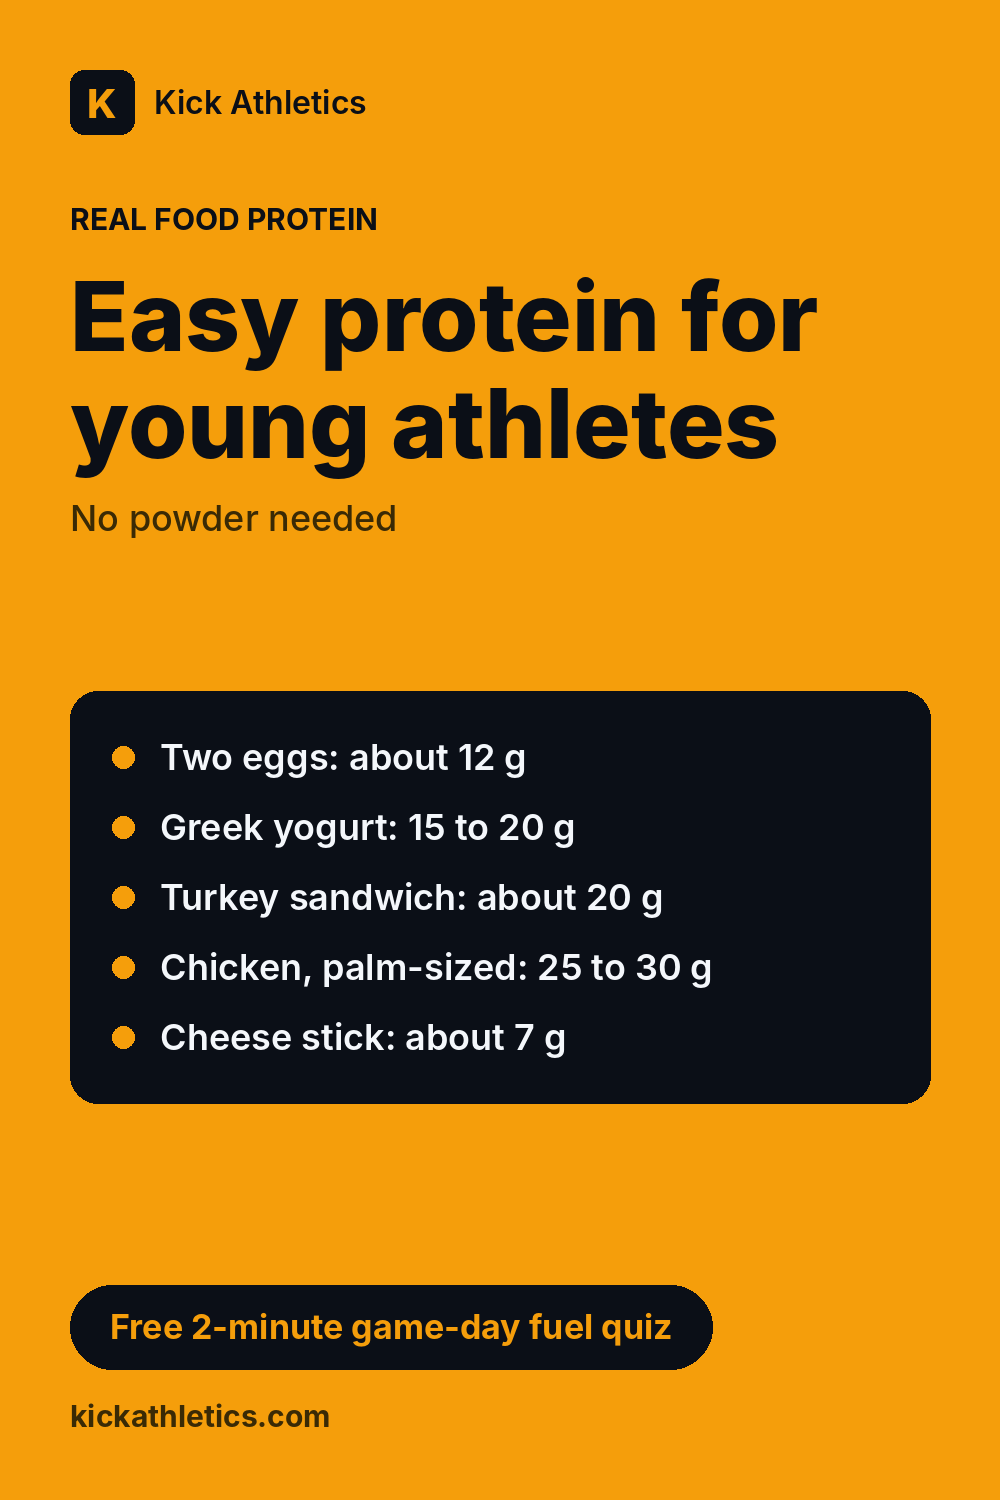 K
Kick Athletics
REAL FOOD PROTEIN
Easy protein for
young athletes
No powder needed
Two eggs: about 12 g
Greek yogurt: 15 to 20 g
Turkey sandwich: about 20 g
Chicken, palm-sized: 25 to 30 g
Cheese stick: about 7 g
Free 2-minute game-day fuel quiz
kickathletics.com